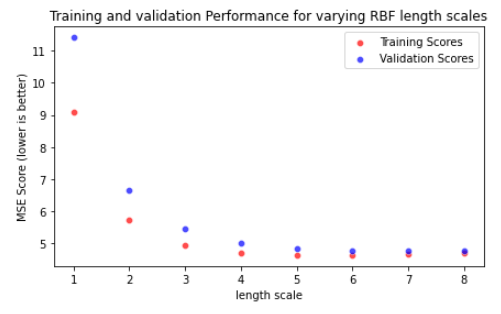 Training and validation Performance for varying RBF length scales
Training Scores
Validation Scores
MSE Score (lower is better)
11
10
9
8
7
6
5
1 2 3 4 5 6 7 8
length scale